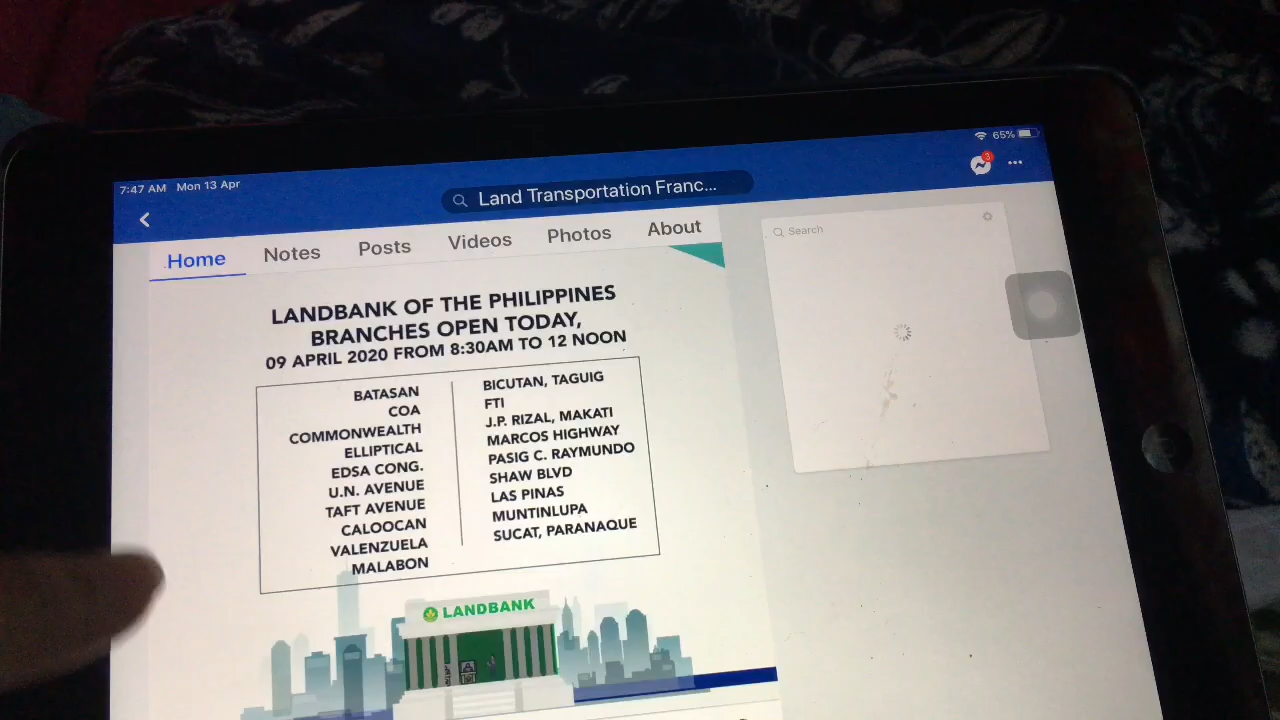 7:47 AM Mon 13 Apr
65%
3
Land Transportation Franc...
Home Notes Posts Videos Photos About
Search
LANDBANK OF THE PHILIPPINES
BRANCHES OPEN TODAY,
09 APRIL 2020 FROM 8:30AM TO 12 NOON
BATASAN
COA
COMMONWEALTH
ELLIPTICAL
EDSA CONG.
U.N. AVENUE
TAFT AVENUE
CALOOCAN
VALENZUELA
MALABON
BICUTAN, TAGUIG
FTI
J.P. RIZAL, MAKATI
MARCOS HIGHWAY
PASIG C. RAYMUNDO
SHAW BLVD
LAS PINAS
MUNTINLUPA
SUCAT, PARANAQUE
LANDBANK